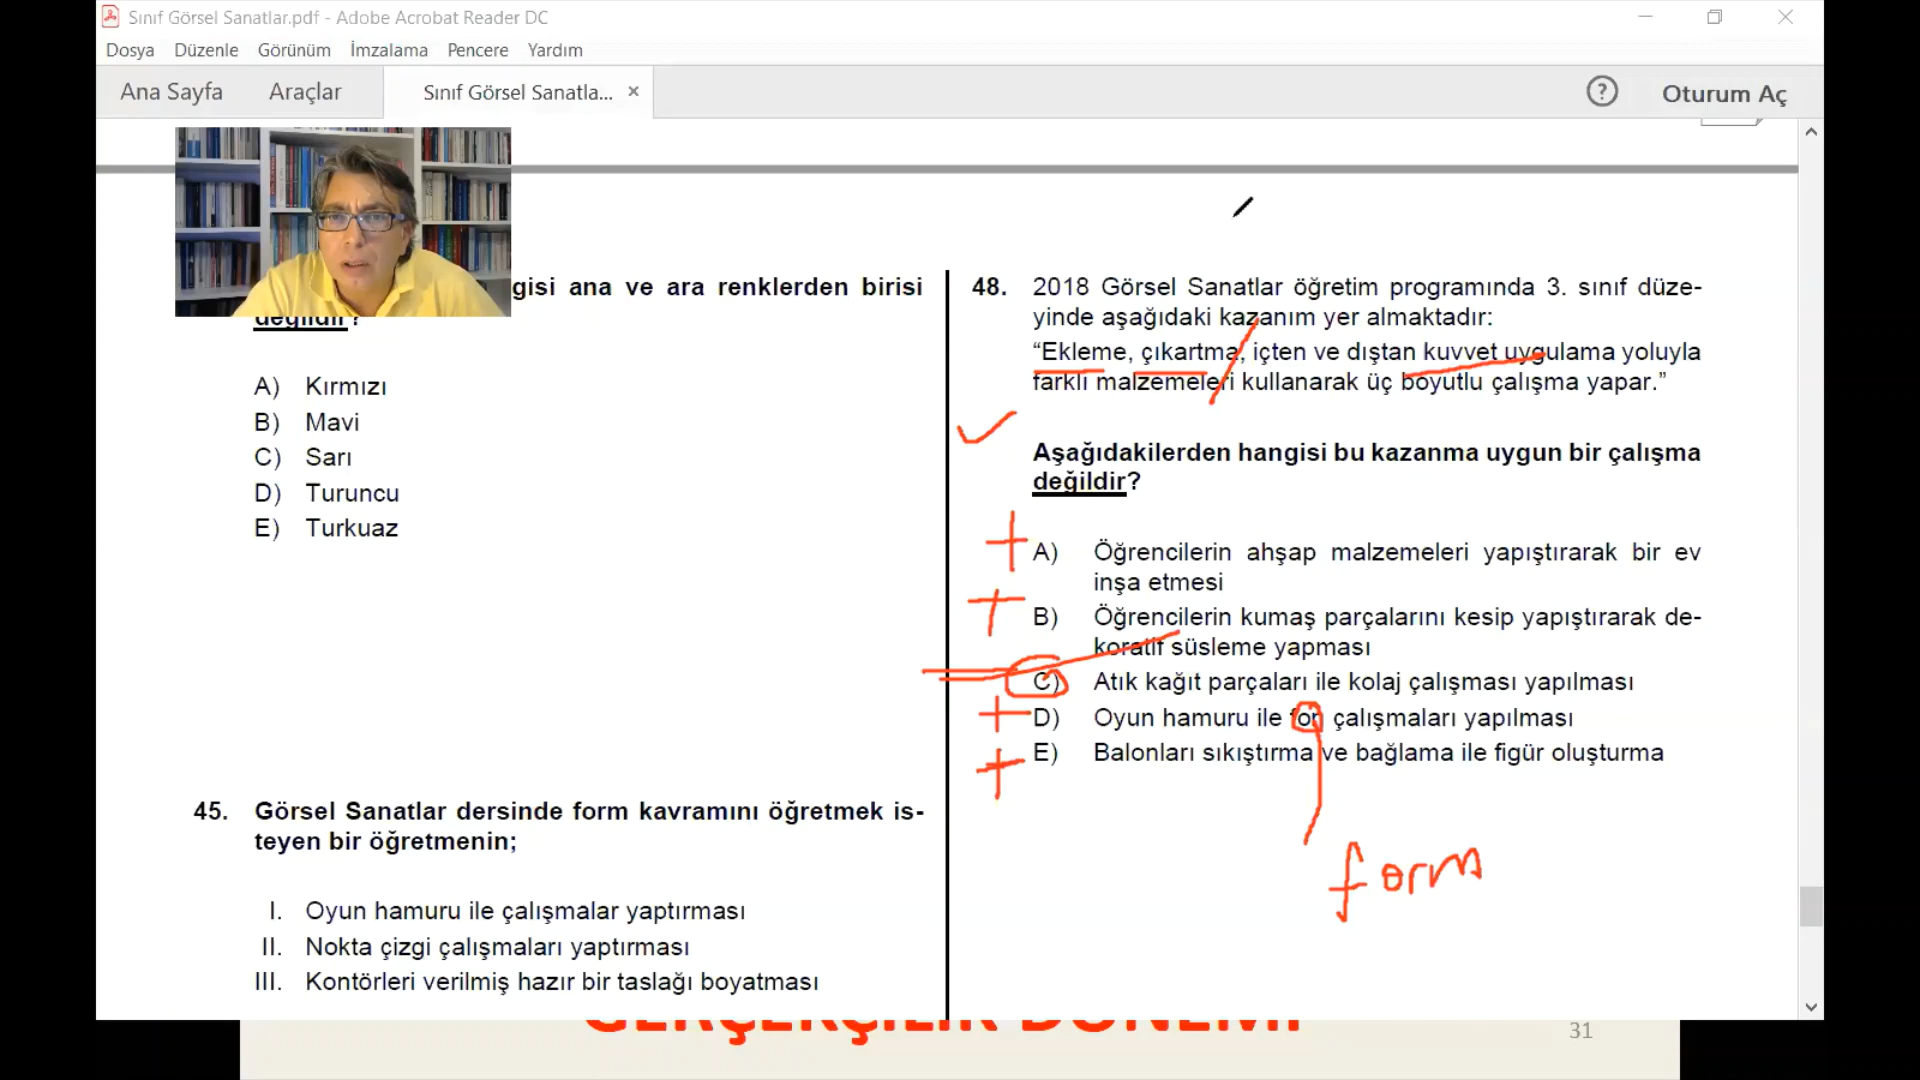 Sınıf Görsel Sanatlar.pdf - Adobe Acrobat Reader DC
Dosya Düzenle Görünüm İmzalama Pencere Yardım
Ana Sayfa Araçlar Sınıf Görsel Sanatla... × ? Oturum Aç
gisi ana ve ara renklerden birisi
değildir?
A) Kırmızı
B) Mavi
C) Sarı
D) Turuncu
E) Turkuaz
45. Görsel Sanatlar dersinde form kavramını öğretmek is-
teyen bir öğretmenin;
I. Oyun hamuru ile çalışmalar yaptırması
II. Nokta çizgi çalışmaları yaptırması
III. Kontörleri verilmiş hazır bir taslağı boyatması
48. 2018 Görsel Sanatlar öğretim programında 3. sınıf düze-
yinde aşağıdaki kazanım yer almaktadır:
“Ekleme, çıkartma, içten ve dıştan kuvvet uygulama yoluyla
farklı malzemeleri kullanarak üç boyutlu çalışma yapar.”
Aşağıdakilerden hangisi bu kazanma uygun bir çalışma
değildir?
A) Öğrencilerin ahşap malzemeleri yapıştırarak bir ev
inşa etmesi
B) Öğrencilerin kumaş parçalarını kesip yapıştırarak de-
koratif süsleme yapması
C) Atık kağıt parçaları ile kolaj çalışması yapılması
D) Oyun hamuru ile for çalışmaları yapılması
E) Balonları sıkıştırma ve bağlama ile figür oluşturma
form
GERÇEKÇİLİK DÖNEMİ
31